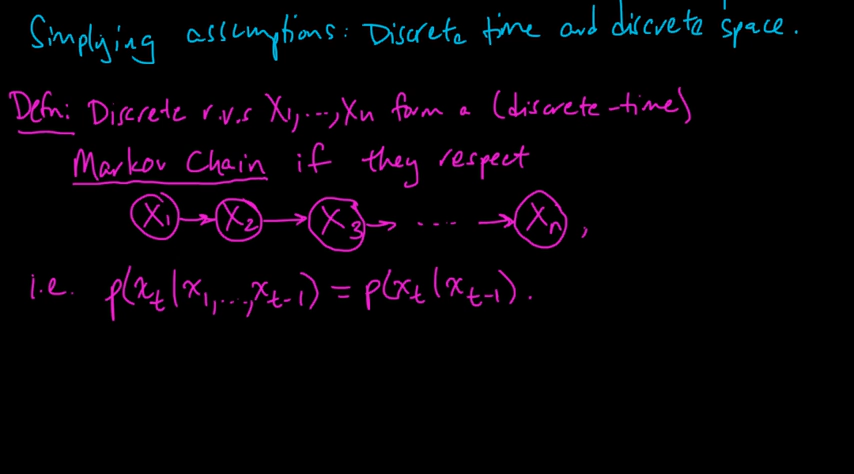 Simplying assumptions: Discrete time and discrete space.
Defn: Discrete r.v.s X₁,...,Xn form a (discrete-time)
Markov Chain if they respect
X₁ → X₂ → X₃ → ... → Xn ,
i.e. p(xₜ|x₁,...,xₜ₋₁) = p(xₜ|xₜ₋₁).